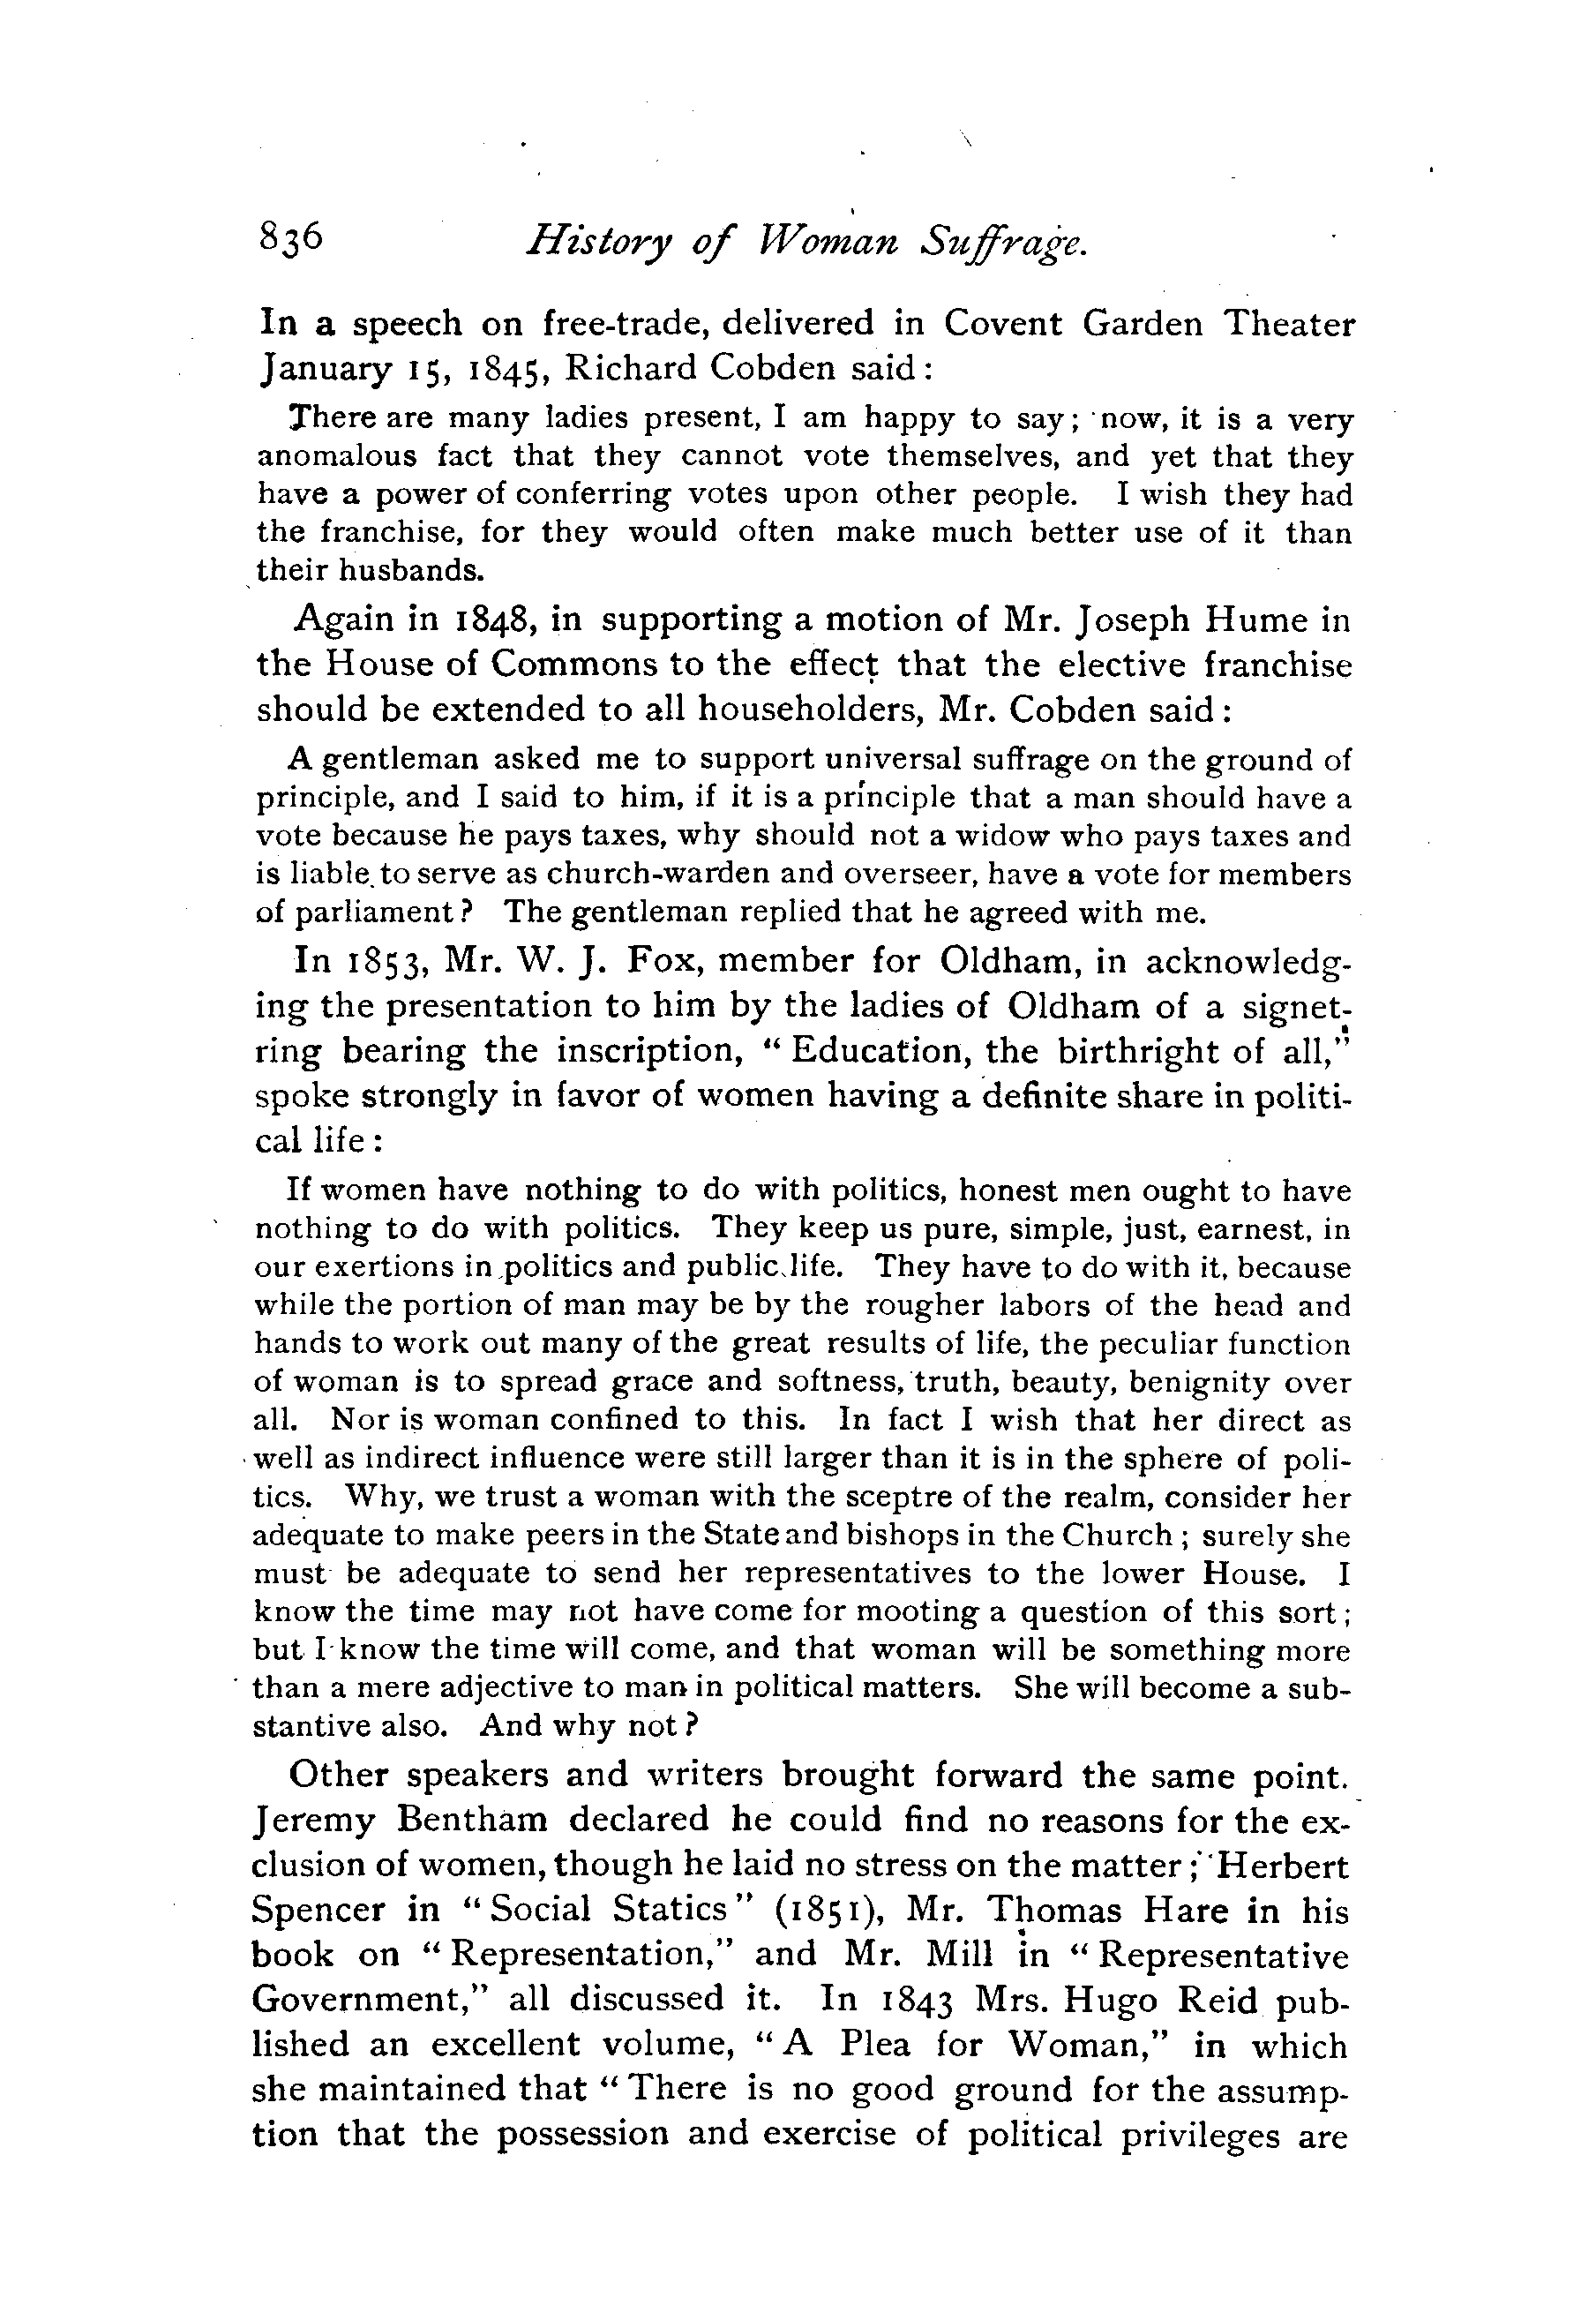 836 History of Woman Suffrage.
In a speech on free-trade, delivered in Covent Garden Theater
January 15, 1845, Richard Cobden said:
There are many ladies present, I am happy to say; now, it is a very
anomalous fact that they cannot vote themselves, and yet that they
have a power of conferring votes upon other people. I wish they had
the franchise, for they would often make much better use of it than
their husbands.
Again in 1848, in supporting a motion of Mr. Joseph Hume in
the House of Commons to the effect that the elective franchise
should be extended to all householders, Mr. Cobden said:
A gentleman asked me to support universal suffrage on the ground of
principle, and I said to him, if it is a principle that a man should have a
vote because he pays taxes, why should not a widow who pays taxes and
is liable to serve as church-warden and overseer, have a vote for members
of parliament? The gentleman replied that he agreed with me.
In 1853, Mr. W. J. Fox, member for Oldham, in acknowledg-
ing the presentation to him by the ladies of Oldham of a signet-
ring bearing the inscription, "Education, the birthright of all,"
spoke strongly in favor of women having a definite share in politi-
cal life:
If women have nothing to do with politics, honest men ought to have
nothing to do with politics. They keep us pure, simple, just, earnest, in
our exertions in politics and public life. They have to do with it, because
while the portion of man may be by the rougher labors of the head and
hands to work out many of the great results of life, the peculiar function
of woman is to spread grace and softness, truth, beauty, benignity over
all. Nor is woman confined to this. In fact I wish that her direct as
well as indirect influence were still larger than it is in the sphere of poli-
tics. Why, we trust a woman with the sceptre of the realm, consider her
adequate to make peers in the State and bishops in the Church; surely she
must be adequate to send her representatives to the lower House. I
know the time may not have come for mooting a question of this sort;
but I know the time will come, and that woman will be something more
than a mere adjective to man in political matters. She will become a sub-
stantive also. And why not?
Other speakers and writers brought forward the same point.
Jeremy Bentham declared he could find no reasons for the ex-
clusion of women, though he laid no stress on the matter; Herbert
Spencer in "Social Statics" (1851), Mr. Thomas Hare in his
book on "Representation," and Mr. Mill in "Representative
Government," all discussed it. In 1843 Mrs. Hugo Reid pub-
lished an excellent volume, "A Plea for Woman," in which
she maintained that "There is no good ground for the assump-
tion that the possession and exercise of political privileges are